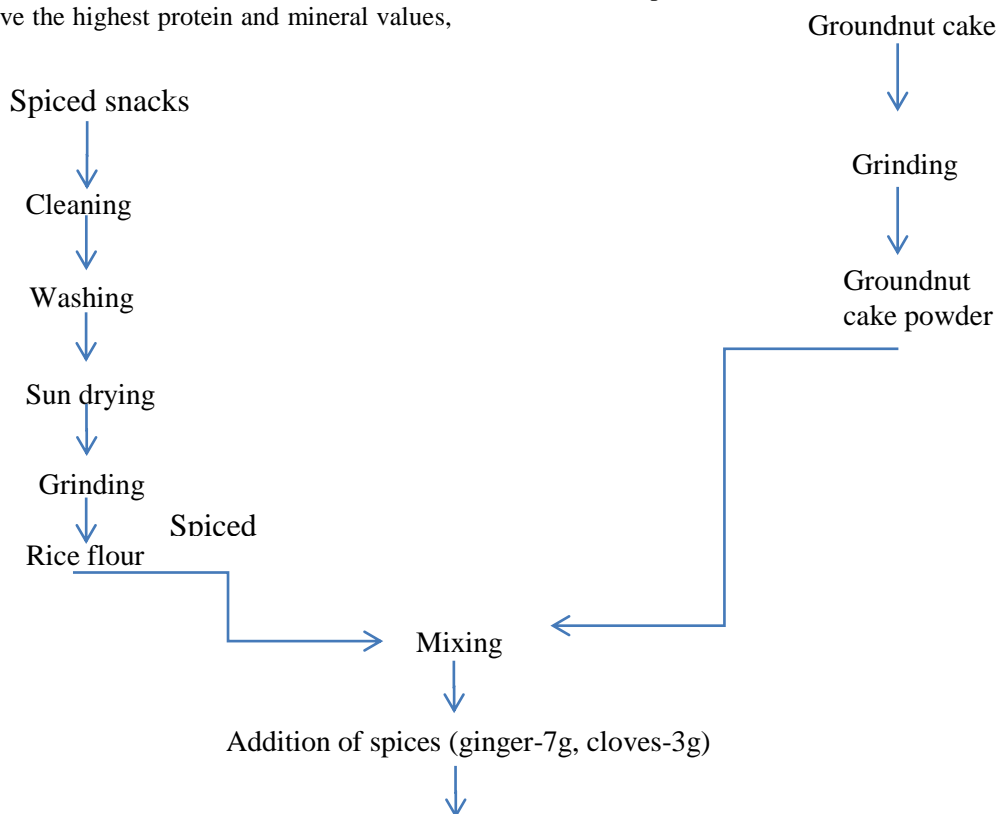 ve the highest protein and mineral values,
Groundnut cake
Spiced snacks
Grinding
Cleaning
Groundnut
cake powder
Washing
Sun drying
Grinding
Spiced
Rice flour
Mixing
Addition of spices (ginger-7g, cloves-3g)